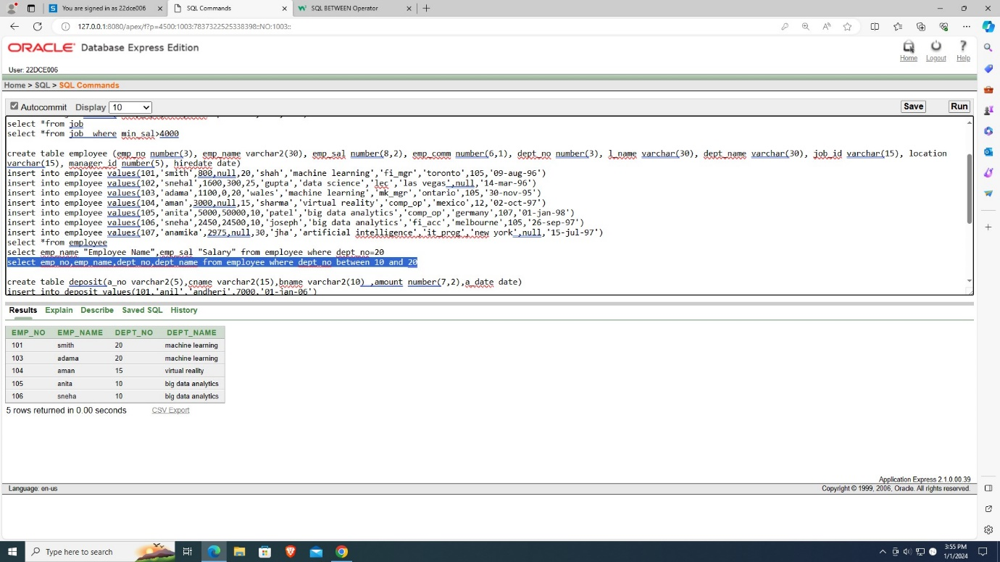 You are signed in as 22dce006
SQL Commands
SQL BETWEEN Operator
127.0.0.1:8080/apex/f?p=4500:1003:7837322525338398::NO:1003::
ORACLE Database Express Edition
Home
Logout
Help
User: 22DCE006
Home > SQL > SQL Commands
Autocommit Display 10
Save
Run
select *from job
select *from job where min_sal>4000
create table employee (emp_no number(3), emp_name varchar2(30), emp_sal number(8,2), emp_comm number(6,1), dept_no number(3), l_name varchar(30), dept_name varchar(30), job_id varchar(15), location
varchar(15), manager_id number(5), hiredate date)
insert into employee values(101,'smith',800,null,20,'shah','machine learning','fi_mgr','toronto',105,'09-aug-96')
insert into employee values(102,'snehal',1600,300,25,'gupta','data science','lec','las vegas',null,'14-mar-96')
insert into employee values(103,'adama',1100,0,20,'wales','machine learning','mk_mgr','ontario',105,'30-nov-95')
insert into employee values(104,'aman',3000,null,15,'sharma','virtual reality','comp_op','mexico',12,'02-oct-97')
insert into employee values(105,'anita',5000,50000,10,'patel','big data analytics','comp_op','germany',107,'01-jan-98')
insert into employee values(106,'sneha',2450,24500,10,'joseph','big data analytics','fi_acc','melbourne',105,'26-sep-97')
insert into employee values(107,'anamika',2975,null,30,'jha','artificial intelligence','it_prog','new york',null,'15-jul-97')
select *from employee
select emp_name "Employee Name",emp_sal "Salary" from employee where dept_no=20
select emp_no,emp_name,dept_no,dept_name from employee where dept_no between 10 and 20
create table deposit(a_no varchar2(5),cname varchar2(15),bname varchar2(10) ,amount number(7,2),a_date date)
insert into deposit values(101,'anil','andheri',7000,'01-jan-06')
Results Explain Describe Saved SQL History
EMP_NO EMP_NAME DEPT_NO DEPT_NAME
101 smith 20 machine learning
103 adama 20 machine learning
104 aman 15 virtual reality
105 anita 10 big data analytics
106 sneha 10 big data analytics
5 rows returned in 0.00 seconds CSV Export
Application Express 2.1.0.00.39
Language: en-us
Copyright © 1999, 2006, Oracle. All rights reserved.
Type here to search
3:55 PM
1/1/2024